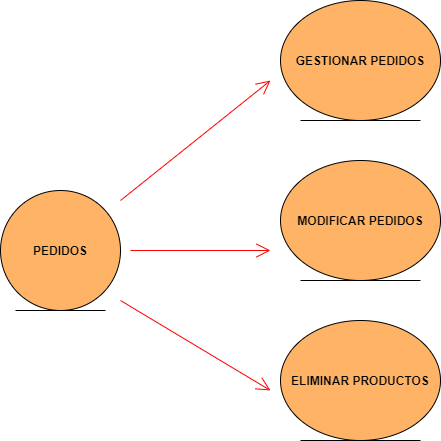 GESTIONAR PEDIDOS
MODIFICAR PEDIDOS
PEDIDOS
ELIMINAR PRODUCTOS